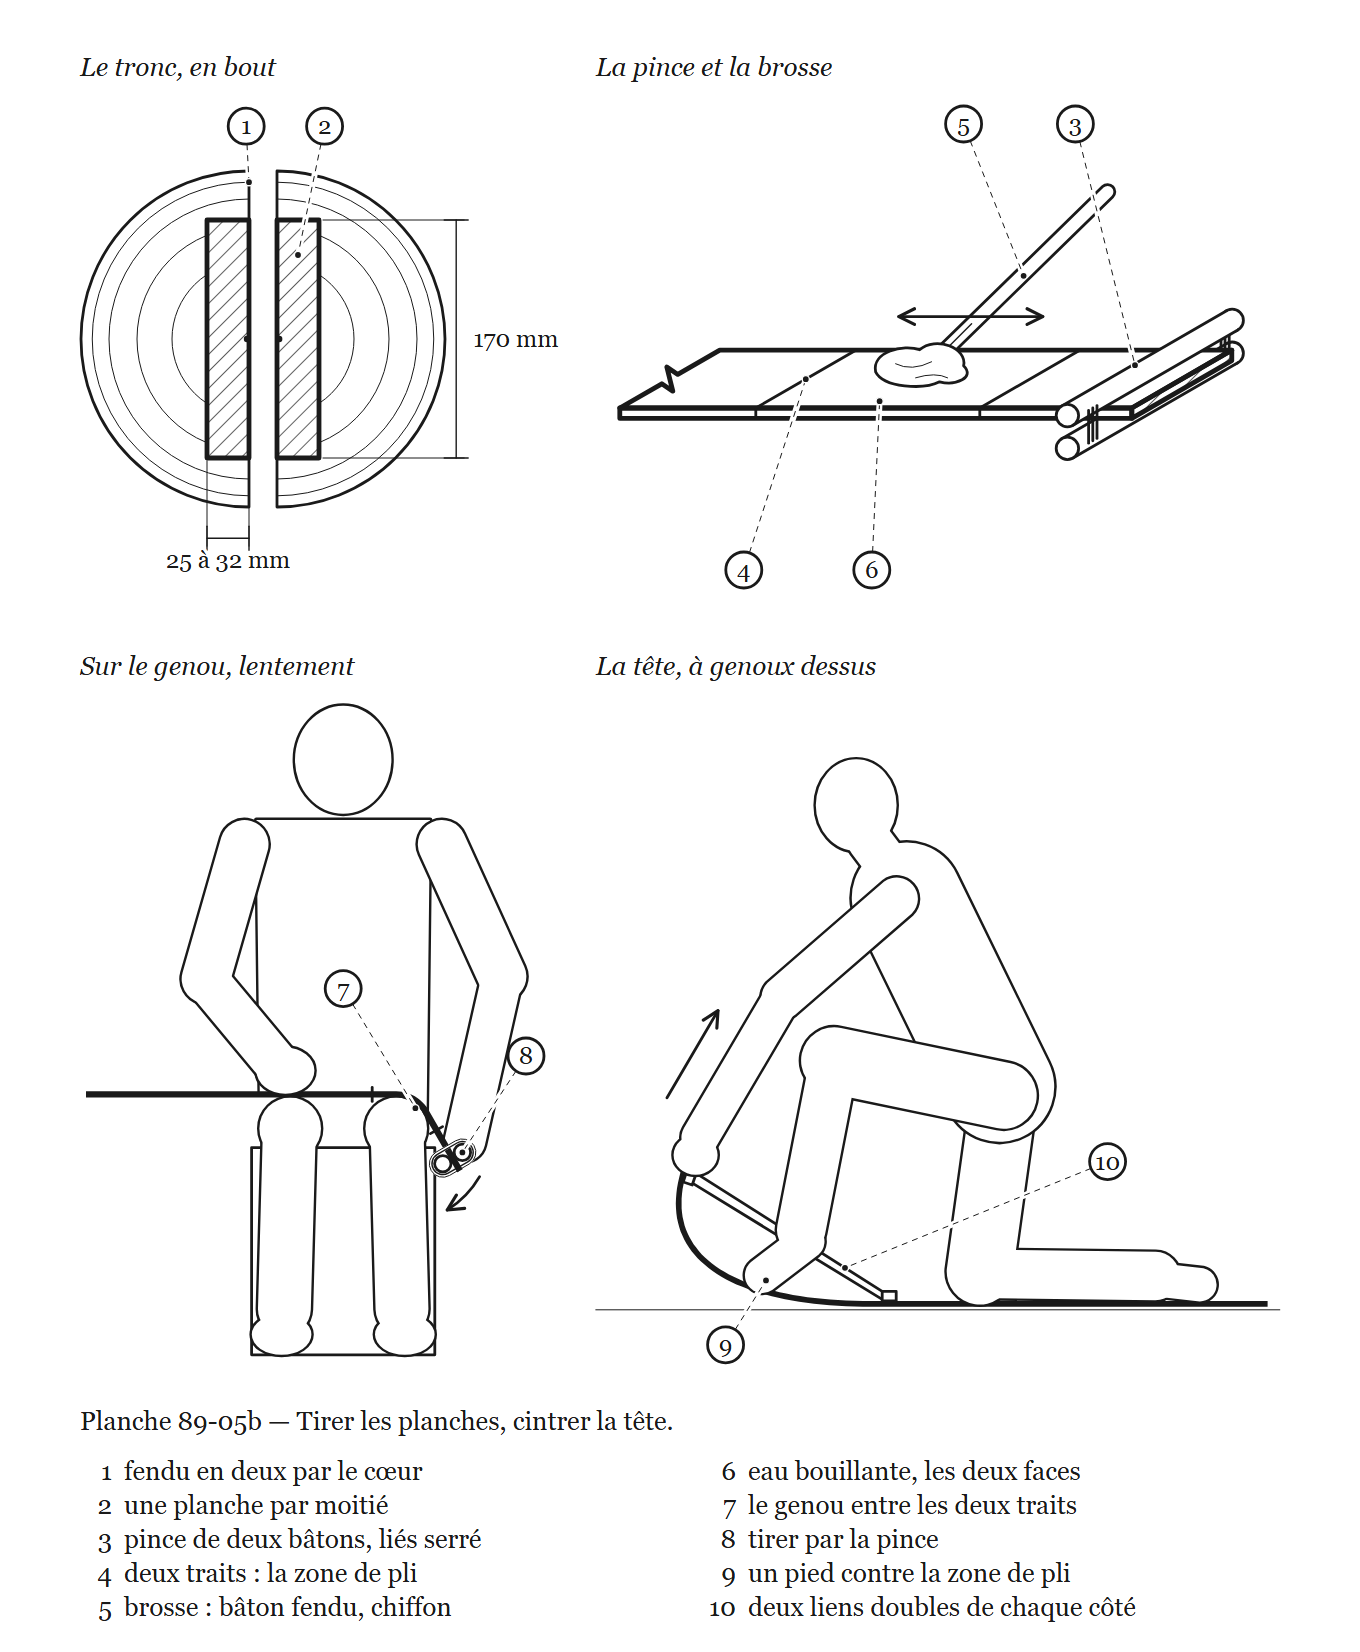 Le tronc, en bout
La pince et la brosse
1
2
5
3
170 mm
25 à 32 mm
4
6
Sur le genou, lentement
La tête, à genoux dessus
7
8
10
9
Planche 89-05b — Tirer les planches, cintrer la tête.
1 fendu en deux par le cœur
2 une planche par moitié
3 pince de deux bâtons, liés serré
4 deux traits : la zone de pli
5 brosse : bâton fendu, chiffon
6 eau bouillante, les deux faces
7 le genou entre les deux traits
8 tirer par la pince
9 un pied contre la zone de pli
10 deux liens doubles de chaque côté